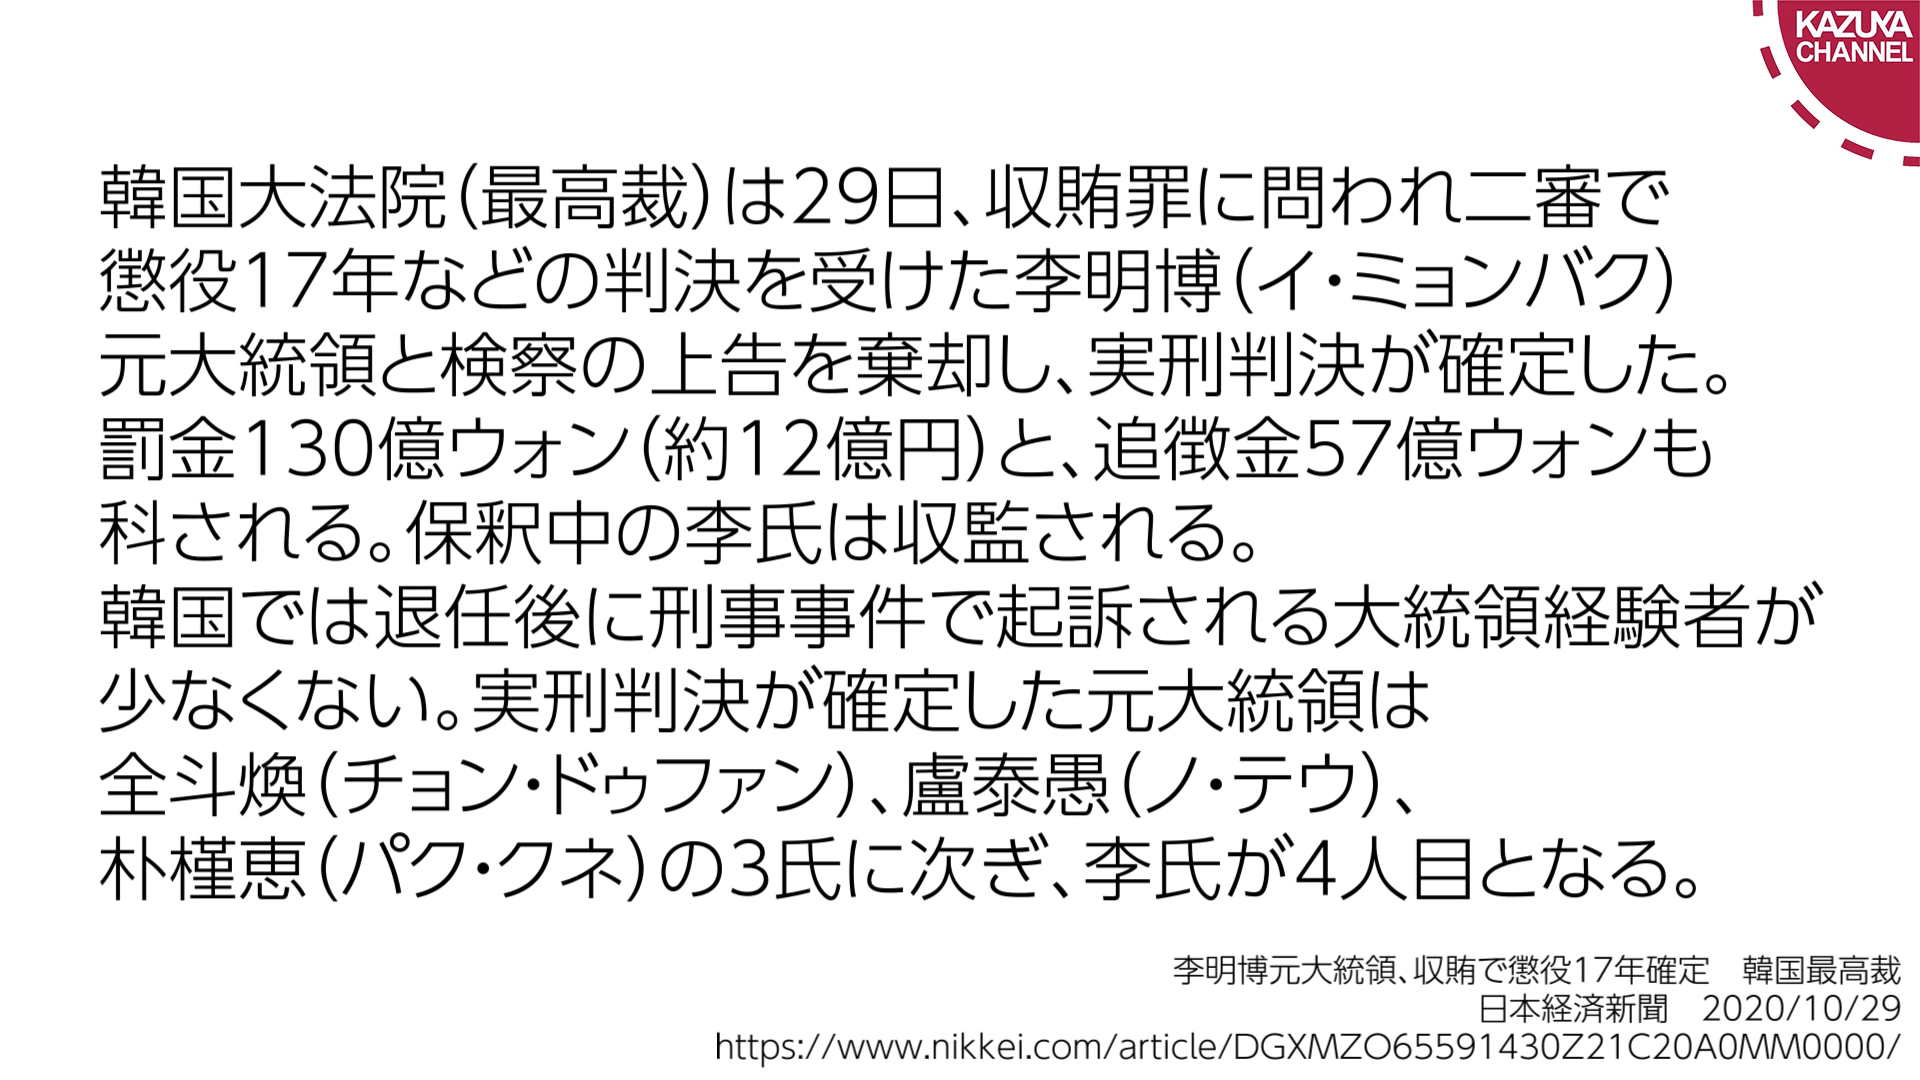 KAZUYA
CHANNEL
韓国大法院(最高裁)は29日、収賄罪に問われ二審で
懲役17年などの判決を受けた李明博(イ・ミョンバク)
元大統領と検察の上告を棄却し、実刑判決が確定した。
罰金130億ウォン(約12億円)と、追徴金57億ウォンも
科される。保釈中の李氏は収監される。
韓国では退任後に刑事事件で起訴される大統領経験者が
少なくない。実刑判決が確定した元大統領は
全斗煥(チョン・ドゥファン)、盧泰愚(ノ・テウ)、
朴槿恵(パク・クネ)の3氏に次ぎ、李氏が4人目となる。
李明博元大統領、収賄で懲役17年確定　韓国最高裁
日本経済新聞　2020/10/29
https://www.nikkei.com/article/DGXMZO65591430Z21C20A0MM0000/